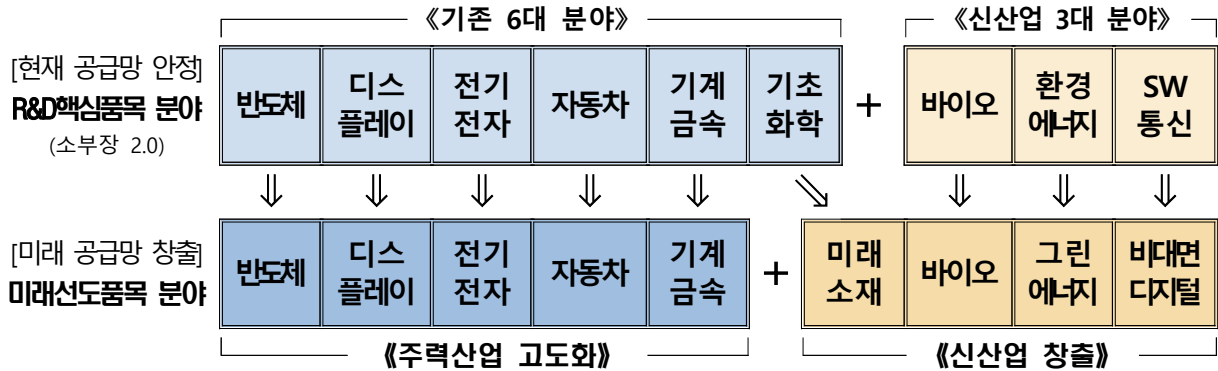 《기존 6대 분야》
《신산업 3대 분야》
[현재 공급망 안정]
R&D핵심품목 분야
(소부장 2.0)
반도체
디스
플레이
전기
전자
자동차
기계
금속
기초
화학
+
바이오
환경
에너지
SW
통신
⇓ ⇓ ⇓ ⇓ ⇓ ⇘ ⇓ ⇓ ⇓
[미래 공급망 창출]
미래선도품목 분야
반도체
디스
플레이
전기
전자
자동차
기계
금속
+
미래
소재
바이오
그린
에너지
비대면
디지털
《주력산업 고도화》
《신산업 창출》